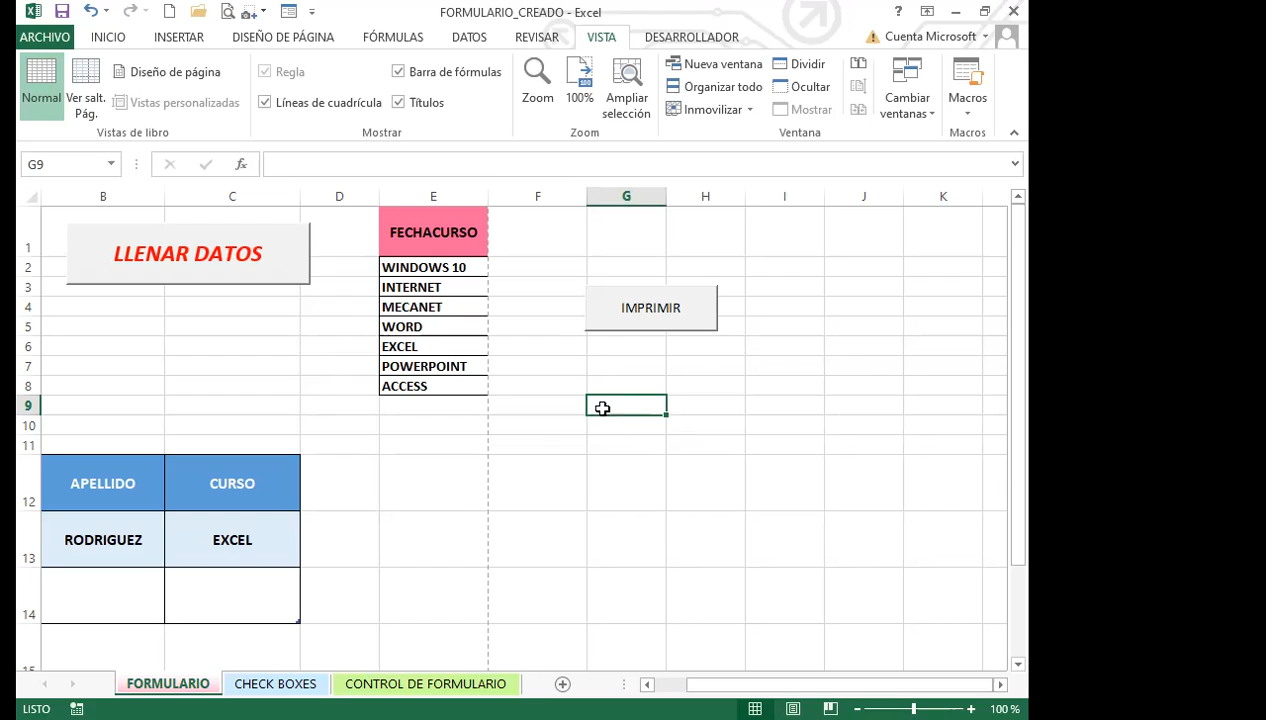 FORMULARIO_CREADO - Excel
?
ARCHIVO INICIO INSERTAR DISEÑO DE PÁGINA FÓRMULAS DATOS REVISAR VISTA DESARROLLADOR Cuenta Microsoft
Normal
Ver salt. Pág.
Diseño de página
Vistas personalizadas
Vistas de libro
Regla
Barra de fórmulas
Líneas de cuadrícula
Títulos
Mostrar
Zoom
100%
Ampliar selección
Zoom
Nueva ventana
Organizar todo
Inmovilizar
Dividir
Ocultar
Mostrar
Cambiar ventanas
Ventana
Macros
Macros
G9
fx
B C D E F G H I J K
1 LLENAR DATOS FECHACURSO
2 WINDOWS 10
3 INTERNET
4 MECANET IMPRIMIR
5 WORD
6 EXCEL
7 POWERPOINT
8 ACCESS
9
10
11
12 APELLIDO CURSO
13 RODRIGUEZ EXCEL
14
15
FORMULARIO CHECK BOXES CONTROL DE FORMULARIO
LISTO 100 %